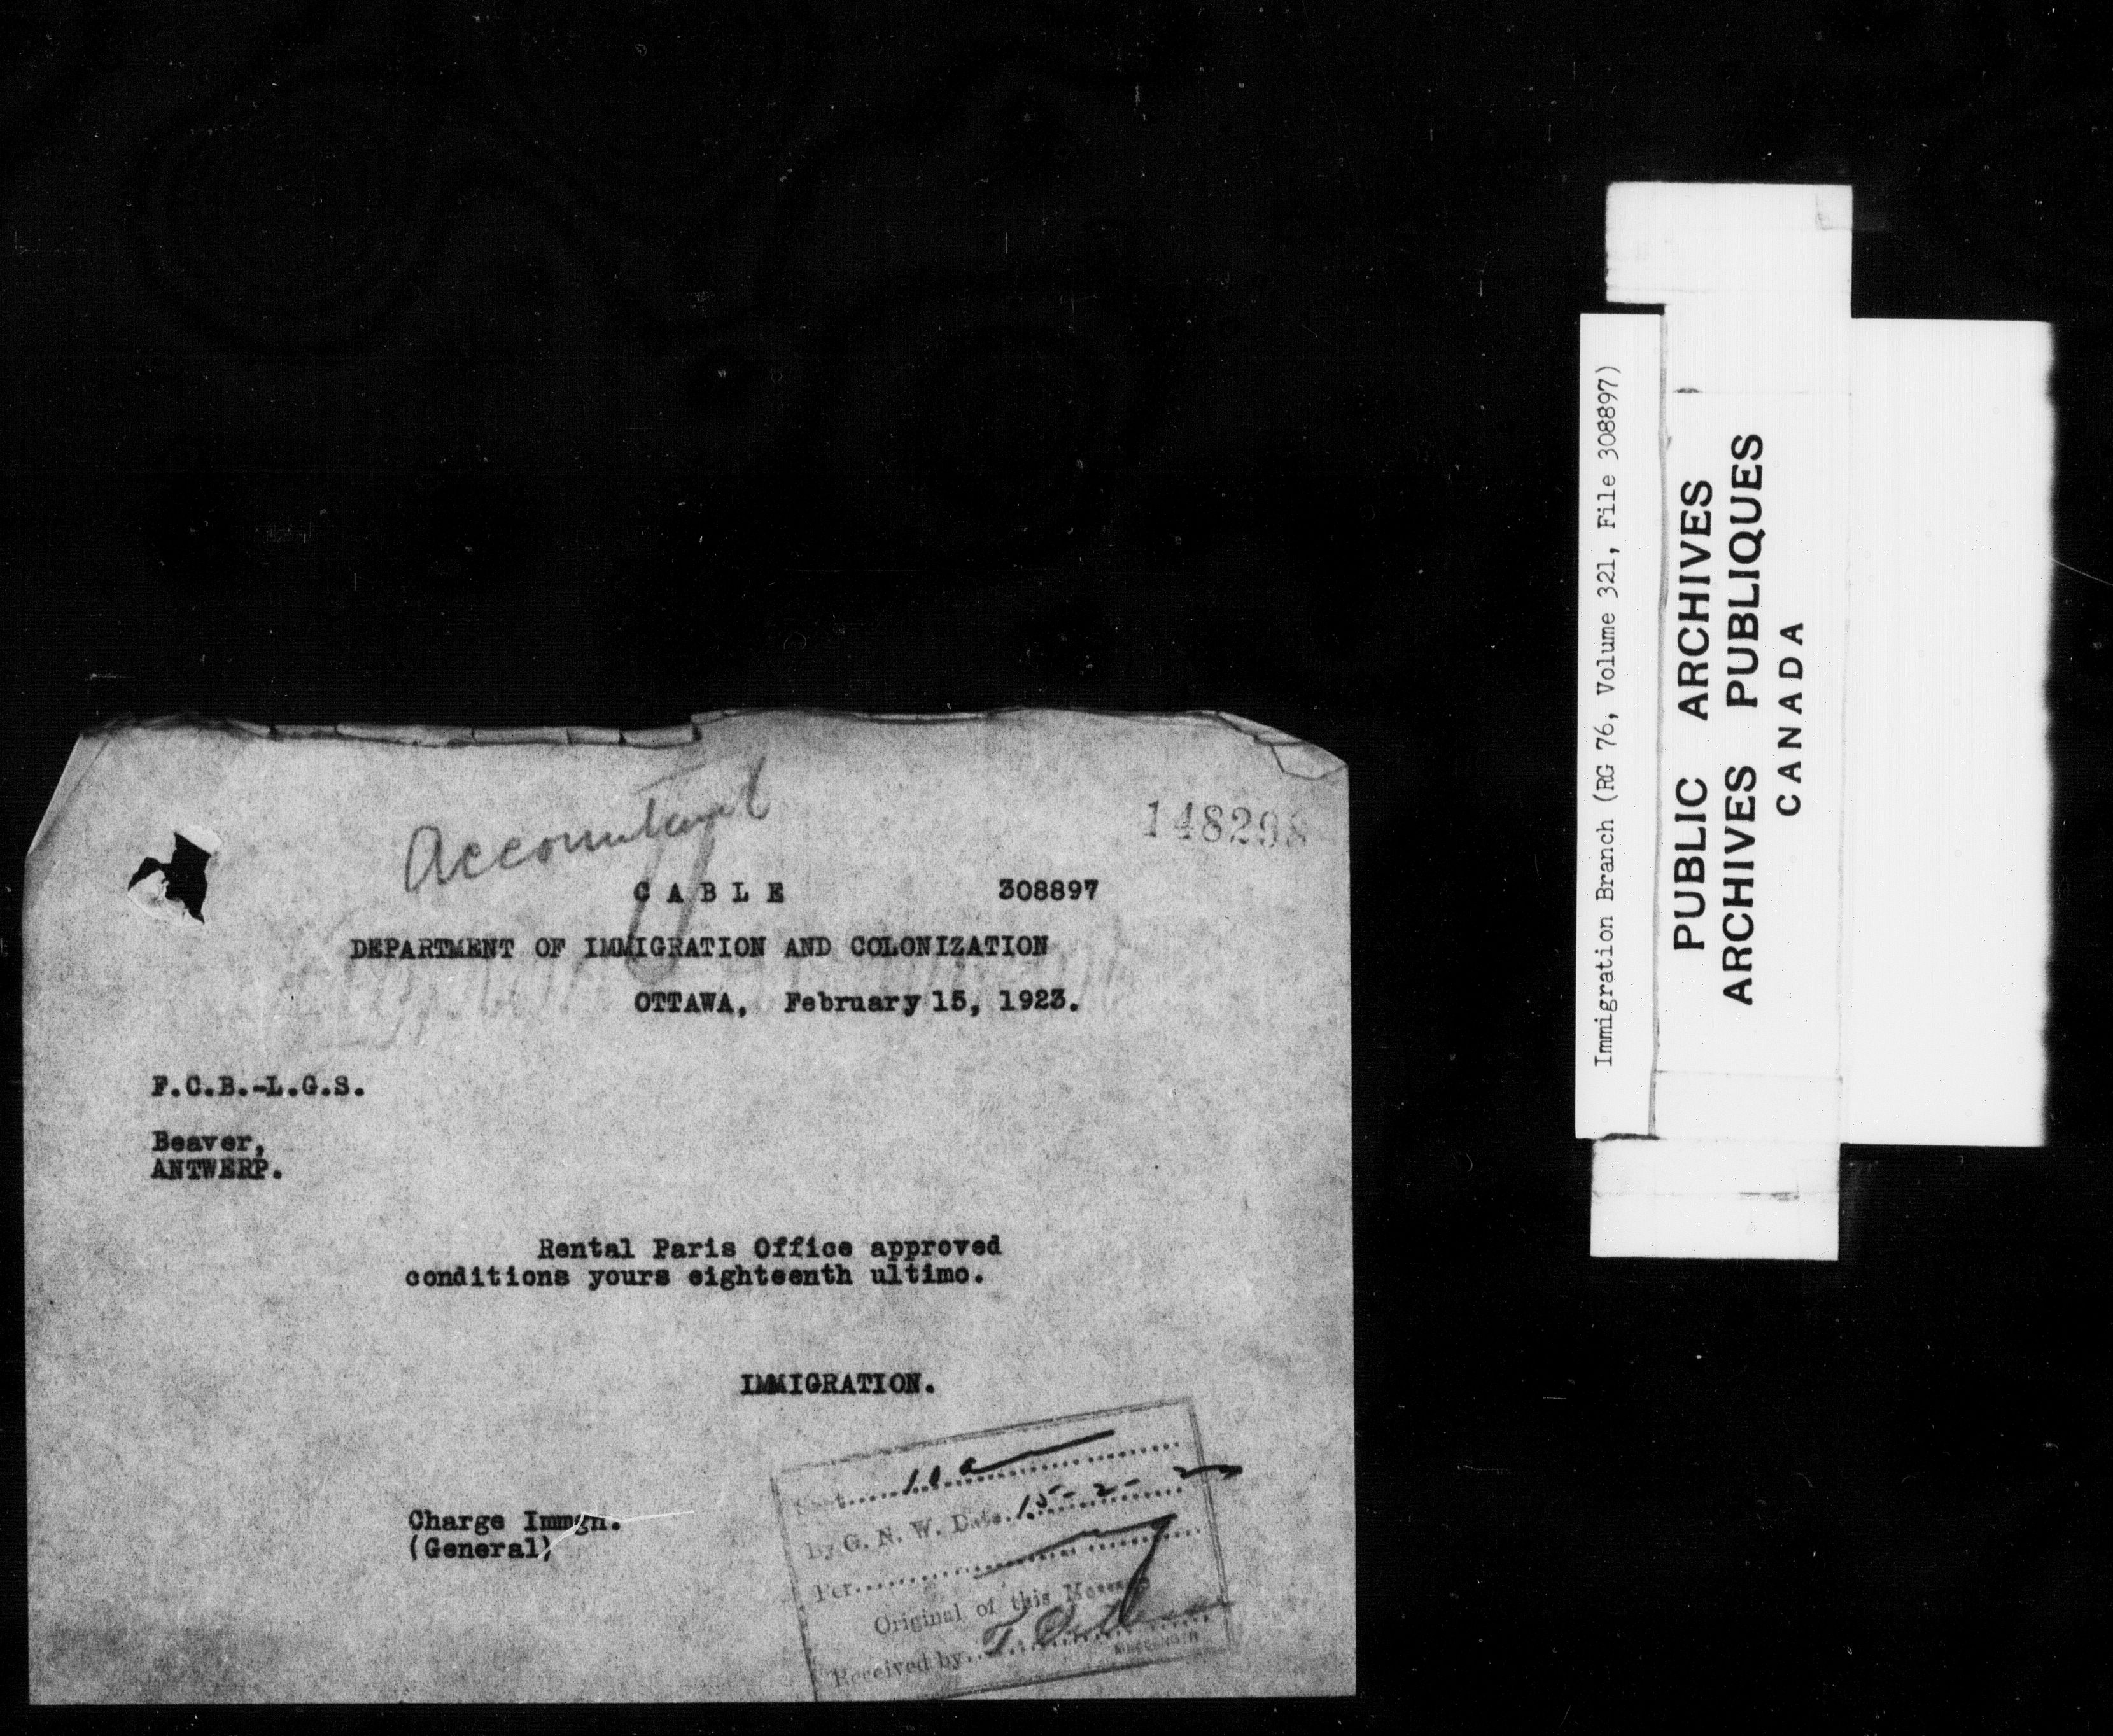 Accountant
148298
C A B L E 308897
DEPARTMENT OF IMMIGRATION AND COLONIZATION
OTTAWA, February 15, 1923.
F.C.B.-L.G.S.
Beaver,
ANTWERP.
Rental Paris Office approved
conditions yours eighteenth ultimo.
IMMIGRATION.
Charge Immgn.
(General)
Sent
By G. N. W. Date 15-2-
Per
Original of this Message
Received by T.
MESSENGER
Immigration Branch (RG 76, Volume 321, File 308897)
PUBLIC ARCHIVES
ARCHIVES PUBLIQUES
CANADA